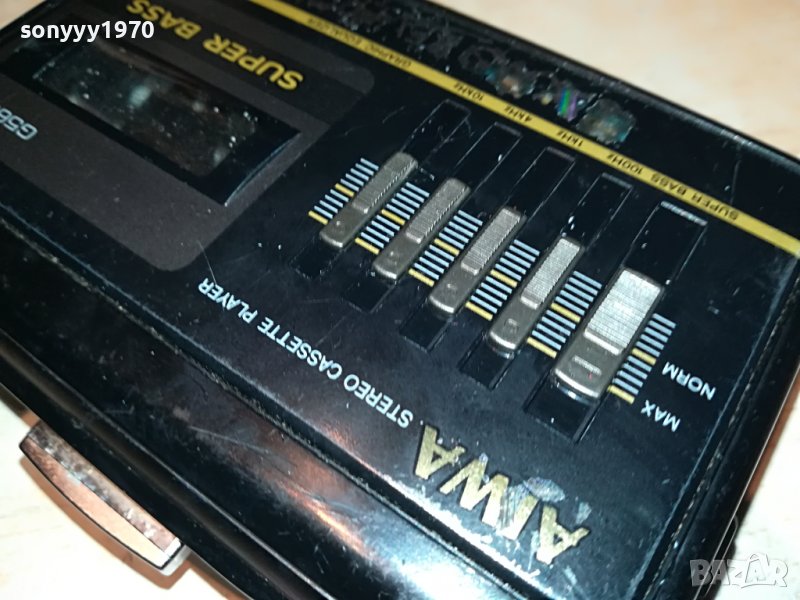 sonyyy1970
AIWA
STEREO CASSETTE PLAYER
MAX
NORM
SUPER BASS 100Hz 1kHz 4kHz 10kHz GRAPHIC EQUALIZER
SUPER BASS
BAZAR